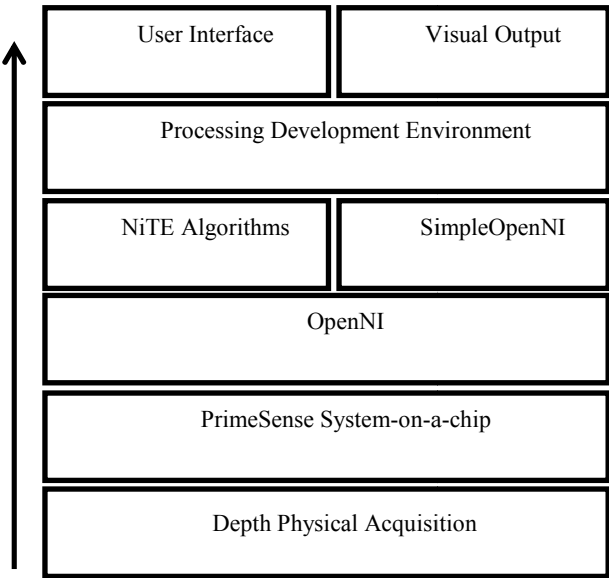 User Interface
Visual Output
Processing Development Environment
NiTE Algorithms
SimpleOpenNI
OpenNI
PrimeSense System-on-a-chip
Depth Physical Acquisition